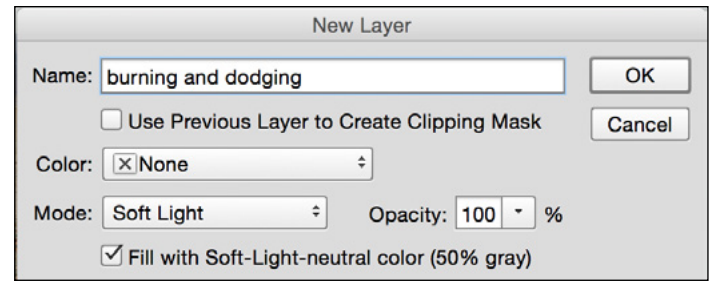 New Layer
Name: burning and dodging OK
Use Previous Layer to Create Clipping Mask Cancel
Color: None
Mode: Soft Light Opacity: 100 %
Fill with Soft-Light-neutral color (50% gray)